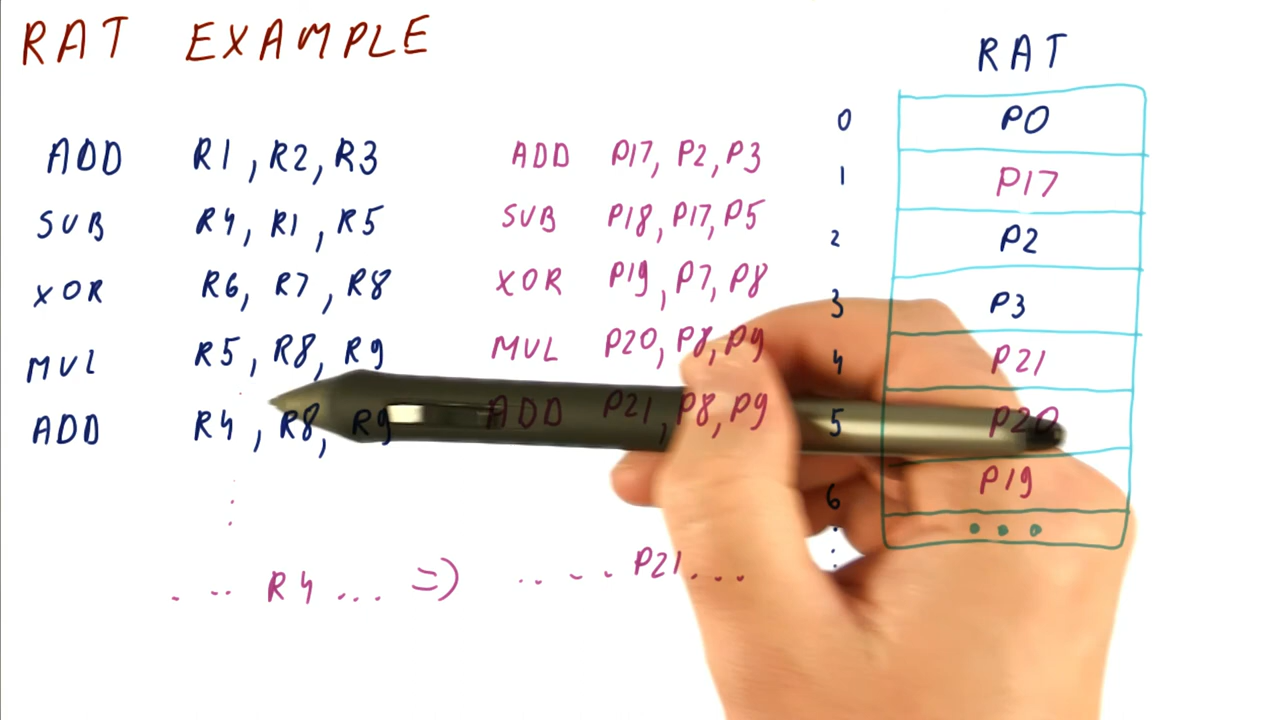 RAT EXAMPLE
RAT
ADD R1, R2, R3
SUB R4, R1, R5
XOR R6, R7, R8
MUL R5, R8, R9
ADD R4, R8, R9
ADD P17, P2, P3
SUB P18, P17, P5
XOR P19, P7, P8
MUL P20, P8, P9
ADD P21, P8, P9
0 P0
1 P17
2 P2
3 P3
4 P21
5 P20
6 P19
...
... R4 ... => .... P21...